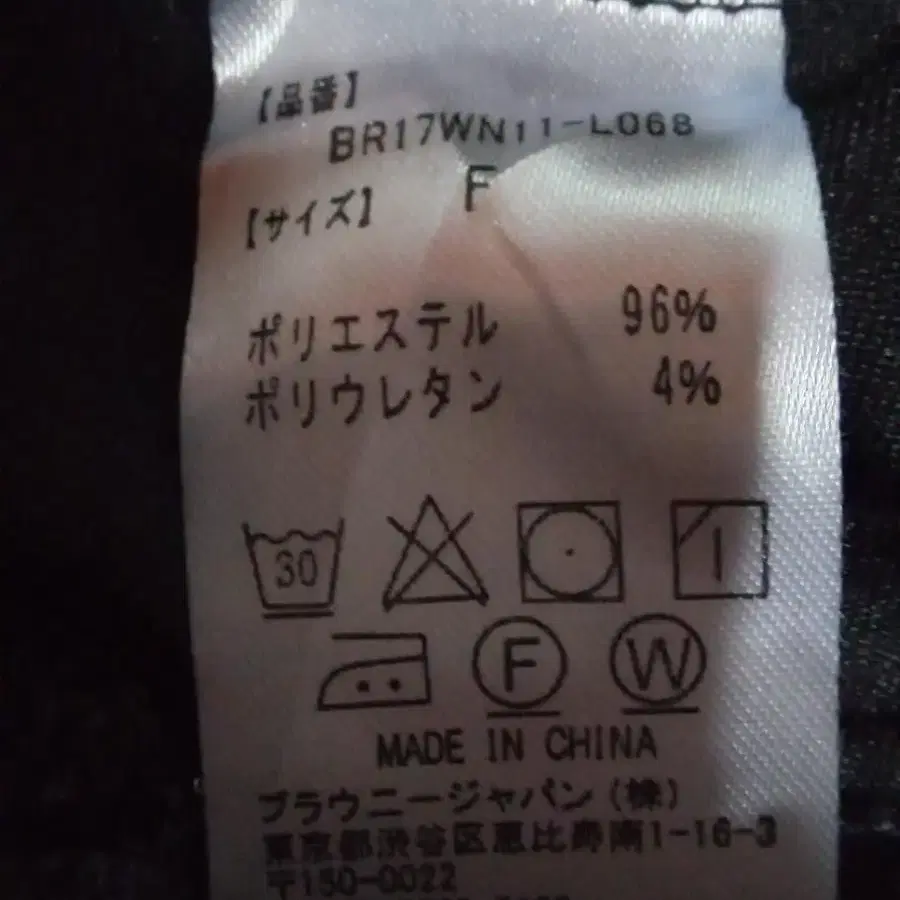 【品番】
BR17WN11-L068
【サイズ】 F
ポリエステル 96%
ポリウレタン 4%
30
F W
MADE IN CHINA
ブラウニージャパン(株)
東京都渋谷区恵比寿南1-16-3
〒150-0022